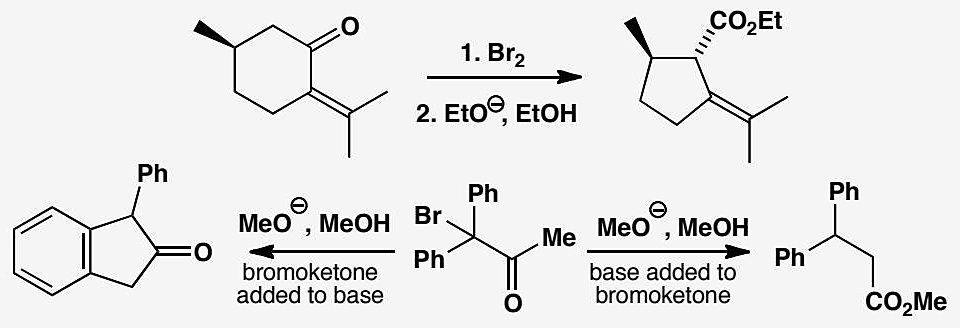 O
1. Br2
2. EtO⊖, EtOH
CO2Et
Ph
O
MeO⊖, MeOH
bromoketone
added to base
Ph
Br
Ph
Me
O
MeO⊖, MeOH
base added to
bromoketone
Ph
Ph
CO2Me